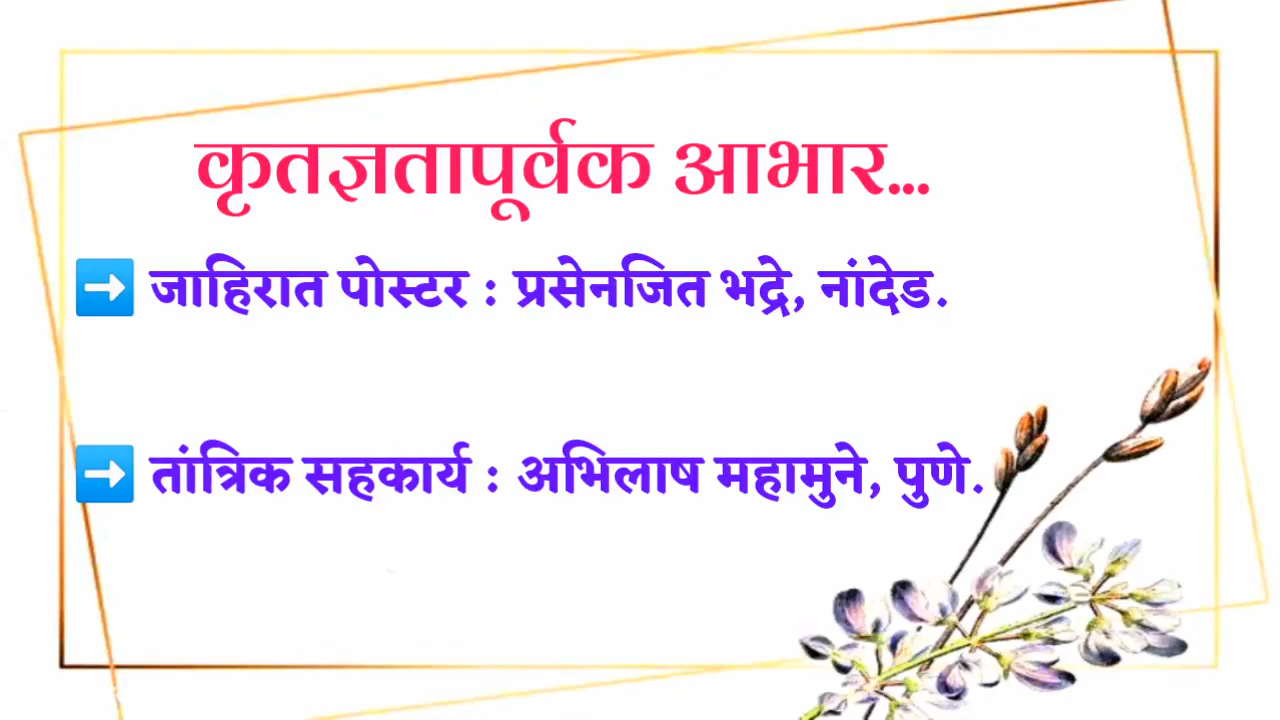 कृतज्ञतापूर्वक आभार...
➡️ जाहिरात पोस्टर : प्रसेनजित भद्रे, नांदेड.
➡️ तांत्रिक सहकार्य : अभिलाष महामुने, पुणे.